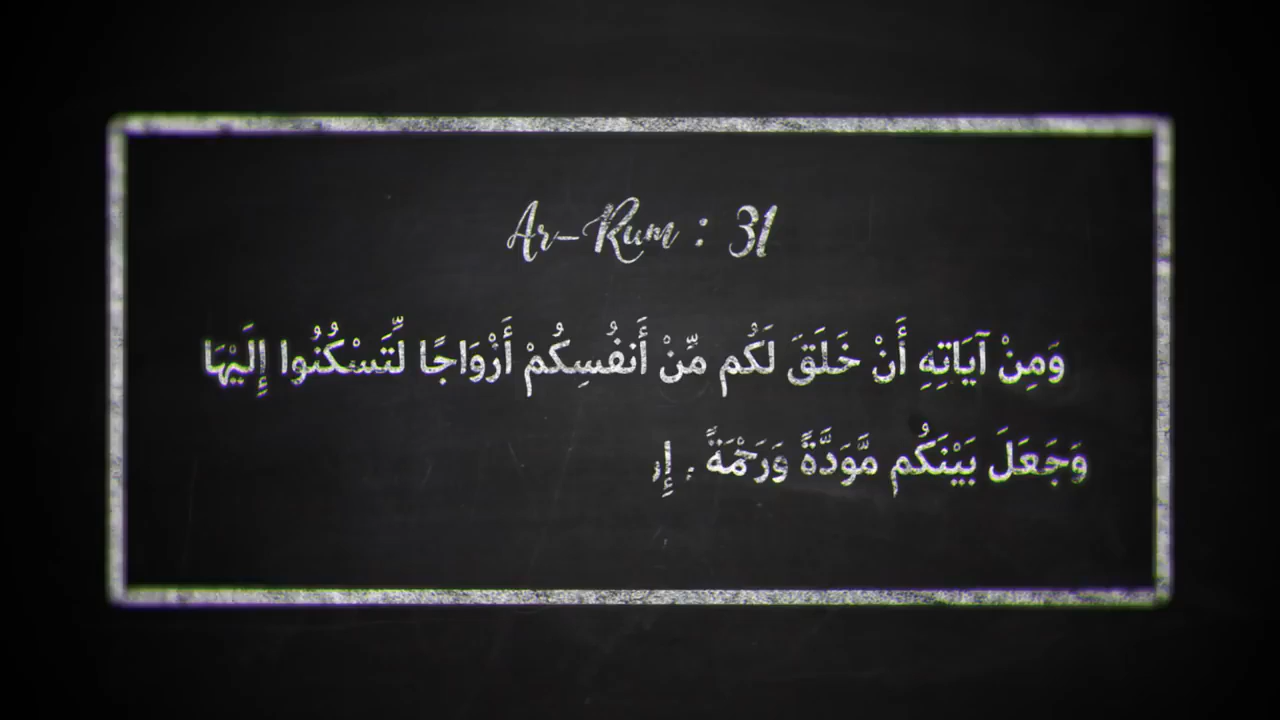 Ar-Rum : 31
وَمِنْ آيَاتِهِ أَنْ خَلَقَ لَكُم مِّنْ أَنفُسِكُمْ أَزْوَاجًا لِّتَسْكُنُوا إِلَيْهَا
وَجَعَلَ بَيْنَكُم مَّوَدَّةً وَرَحْمَةً ۚ